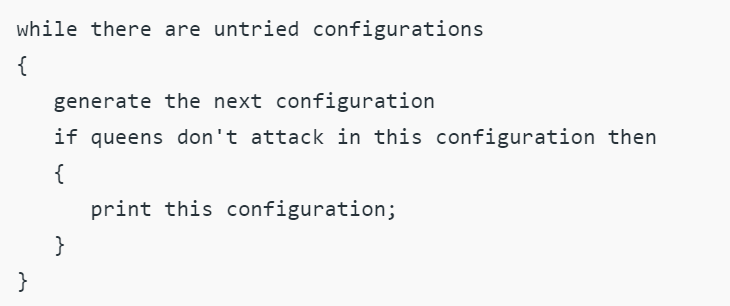 while there are untried configurations
{
   generate the next configuration
   if queens don't attack in this configuration then
   {
      print this configuration;
   }
}